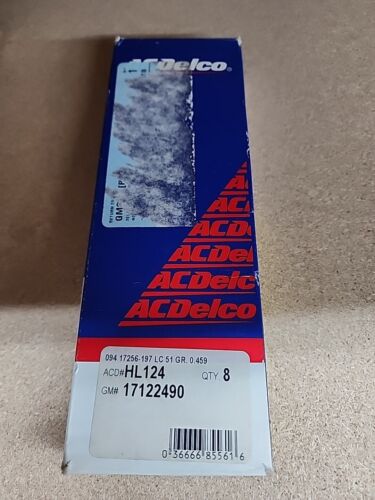 ACDelco®
ACDelco
ACDelco
ACDelco
ACDelco
094 17256-197 LC 51 GR. 0.459
ACD# HL124 QTY. 8
GM# 17122490
0 36666 85561 6